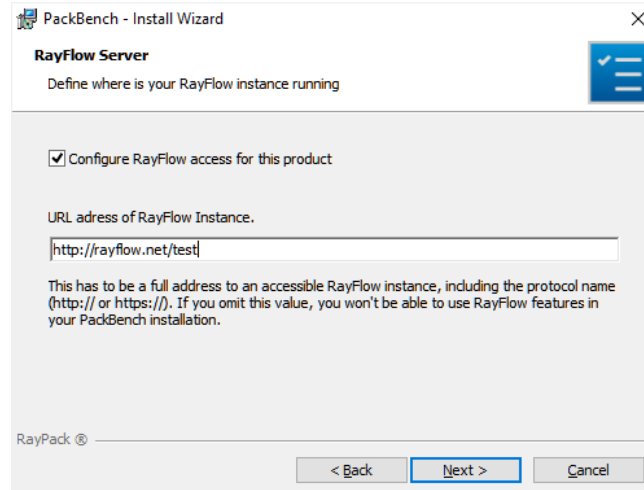 PackBench - Install Wizard
RayFlow Server
Define where is your RayFlow instance running
Configure RayFlow access for this product
URL adress of RayFlow Instance.
http://rayflow.net/test
This has to be a full address to an accessible RayFlow instance, including the protocol name
(http:// or https://). If you omit this value, you won't be able to use RayFlow features in
your PackBench installation.
RayPack ®
< Back Next > Cancel